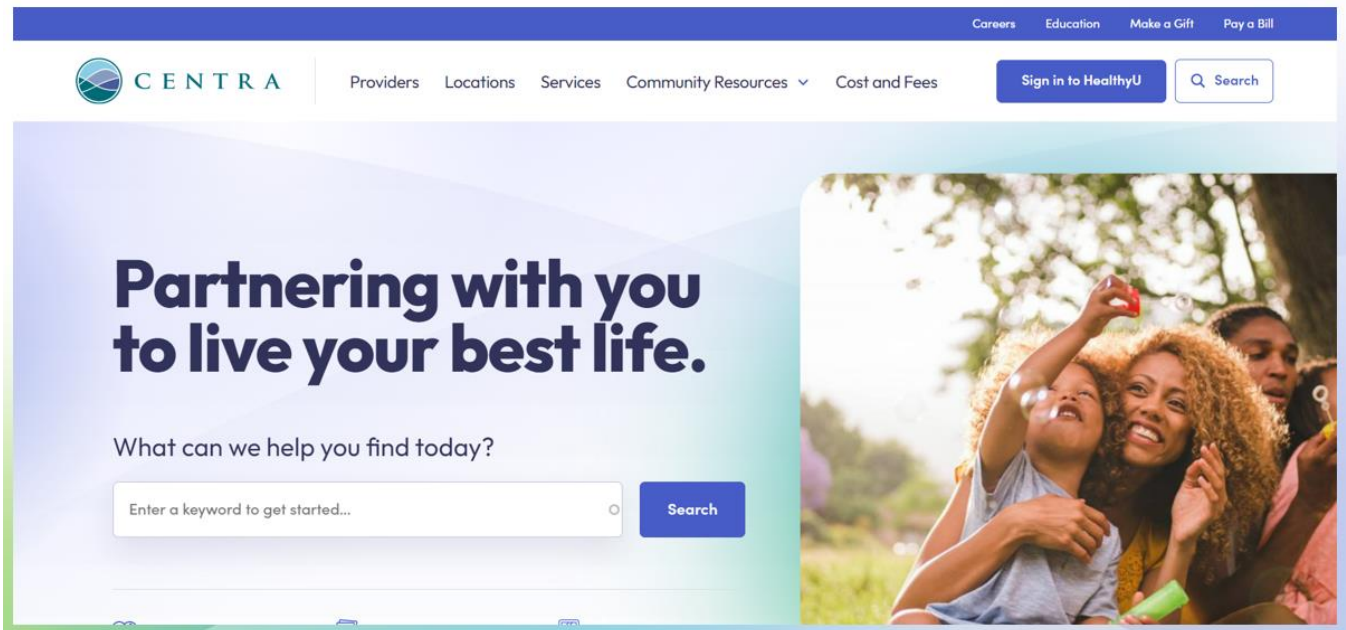 Careers Education Make a Gift Pay a Bill
CENTRA Providers Locations Services Community Resources Cost and Fees Sign in to HealthyU Search
Partnering with you
to live your best life.
What can we help you find today?
Enter a keyword to get started... Search